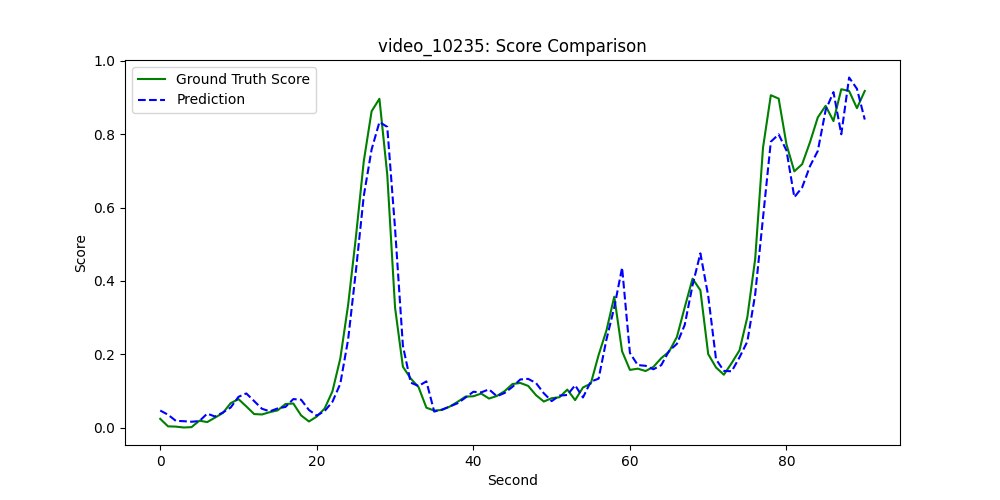 video_10235: Score Comparison
Ground Truth Score
Prediction
Score
1.0
0.8
0.6
0.4
0.2
0.0
0 20 40 60 80
Second